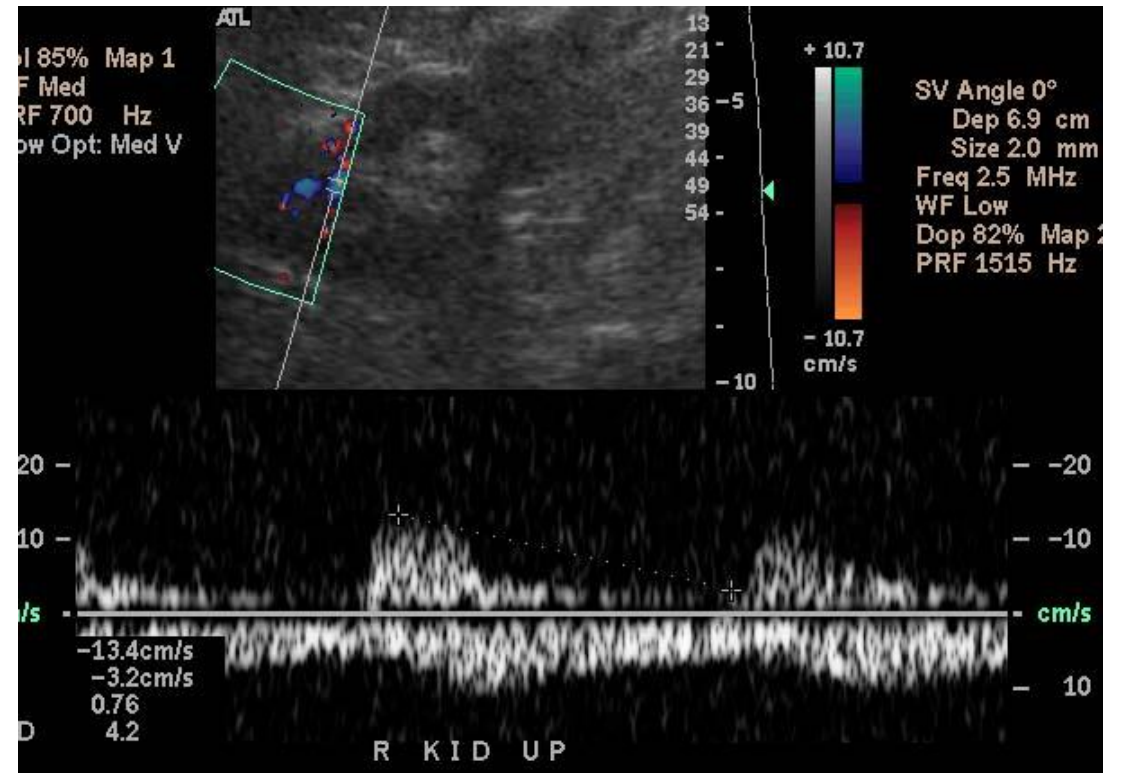 ATL
ol 85% Map 1
F Med
RF 700 Hz
ow Opt: Med V
13
21
29
36
39
44
49
54
-5
-10
+ 10.7
- 10.7
cm/s
SV Angle 0°
Dep 6.9 cm
Size 2.0 mm
Freq 2.5 MHz
WF Low
Dop 82% Map 2
PRF 1515 Hz
20 - - -20
10 - - -10
/s - - cm/s
- 10
-13.4cm/s
-3.2cm/s
0.76
D 4.2
R KID UP